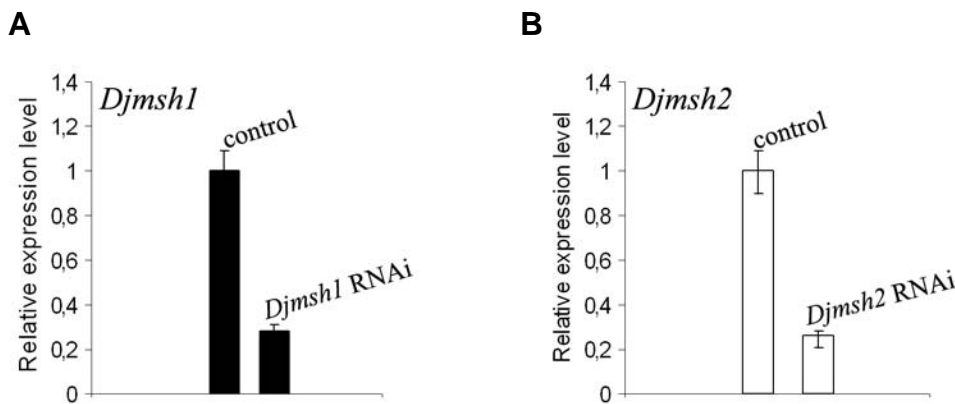 A
Djmsh1
Relative expression level
1,4
1,2
1
0,8
0,6
0,4
0,2
0
control
Djmsh1 RNAi
B
Djmsh2
Relative expression level
1,4
1,2
1
0,8
0,6
0,4
0,2
0
control
Djmsh2 RNAi